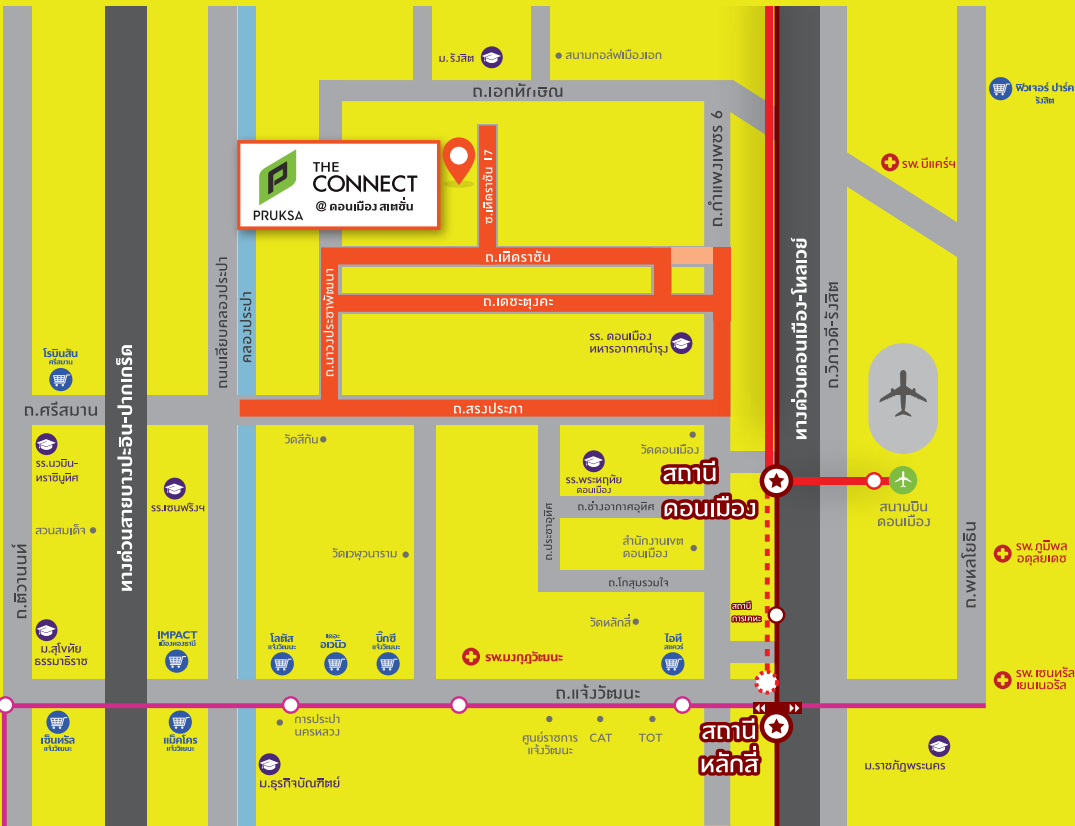 ม. รังสิต
สนามกอล์ฟเมืองเอก
ถ.เอกทักษิณ
ฟิวเจอร์ ปาร์ค
รังสิต
รพ. บีแคร์ฯ
PRUKSA
THE
CONNECT
@ ดอนเมือง สเตชั่น
ซ.เทิดราชัน 17
ถ.กำแพงเพชร 6
ถ.เทิดราชัน
ถ.เดชะตุงคะ
ถ.นาวงประชาพัฒนา
รร. ดอนเมือง
ทหารอากาศบำรุง
ถนนเลียบคลองประปา
คลองประปา
ทางด่วนดอนเมือง-โทลเวย์
ถ.วิภาวดี-รังสิต
โรบินสัน
ศรีสมาน
ถ.ศรีสมาน
ทางด่วนสายบางปะอิน-ปากเกร็ด
ถ.สรงประภา
รร.นวมิน-
ทราชินูทิศ
รร.เซนฟรังฯ
สวนสมเด็จ
ถ.ติวานนท์
วัดสีกัน
วัดเวฬุวนาราม
รร.พระหฤทัย
ดอนเมือง
วัดดอนเมือง
ถ.ช่างอากาศอุทิศ
ถ.ประชาอุทิศ
สำนักงานเขต
ดอนเมือง
ถ.โกสุมรวมใจ
สถานี
ดอนเมือง
สนามบิน
ดอนเมือง
ถ.พหลโยธิน
รพ.ภูมิพล
อดุลยเดช
สถานี
การเคหะ
วัดหลักสี่
ม.สุโขทัย
ธรรมาธิราช
IMPACT
เมืองทองธานี
โลตัส
แจ้งวัฒนะ
เดอะ
อเวนิว
แจ้งวัฒนะ
บิ๊กซี
แจ้งวัฒนะ
รพ.มงกุฎวัฒนะ
ไอที
สแควร์
รพ.เซนทรัล
เยนเนอรัล
ถ.แจ้งวัฒนะ
เซ็นทรัล
แจ้งวัฒนะ
แม็คโคร
แจ้งวัฒนะ
การประปา
นครหลวง
ม.ธุรกิจบัณฑิตย์
ศูนย์ราชการ
แจ้งวัฒนะ
CAT
TOT
สถานี
หลักสี่
ม.ราชภัฎพระนคร